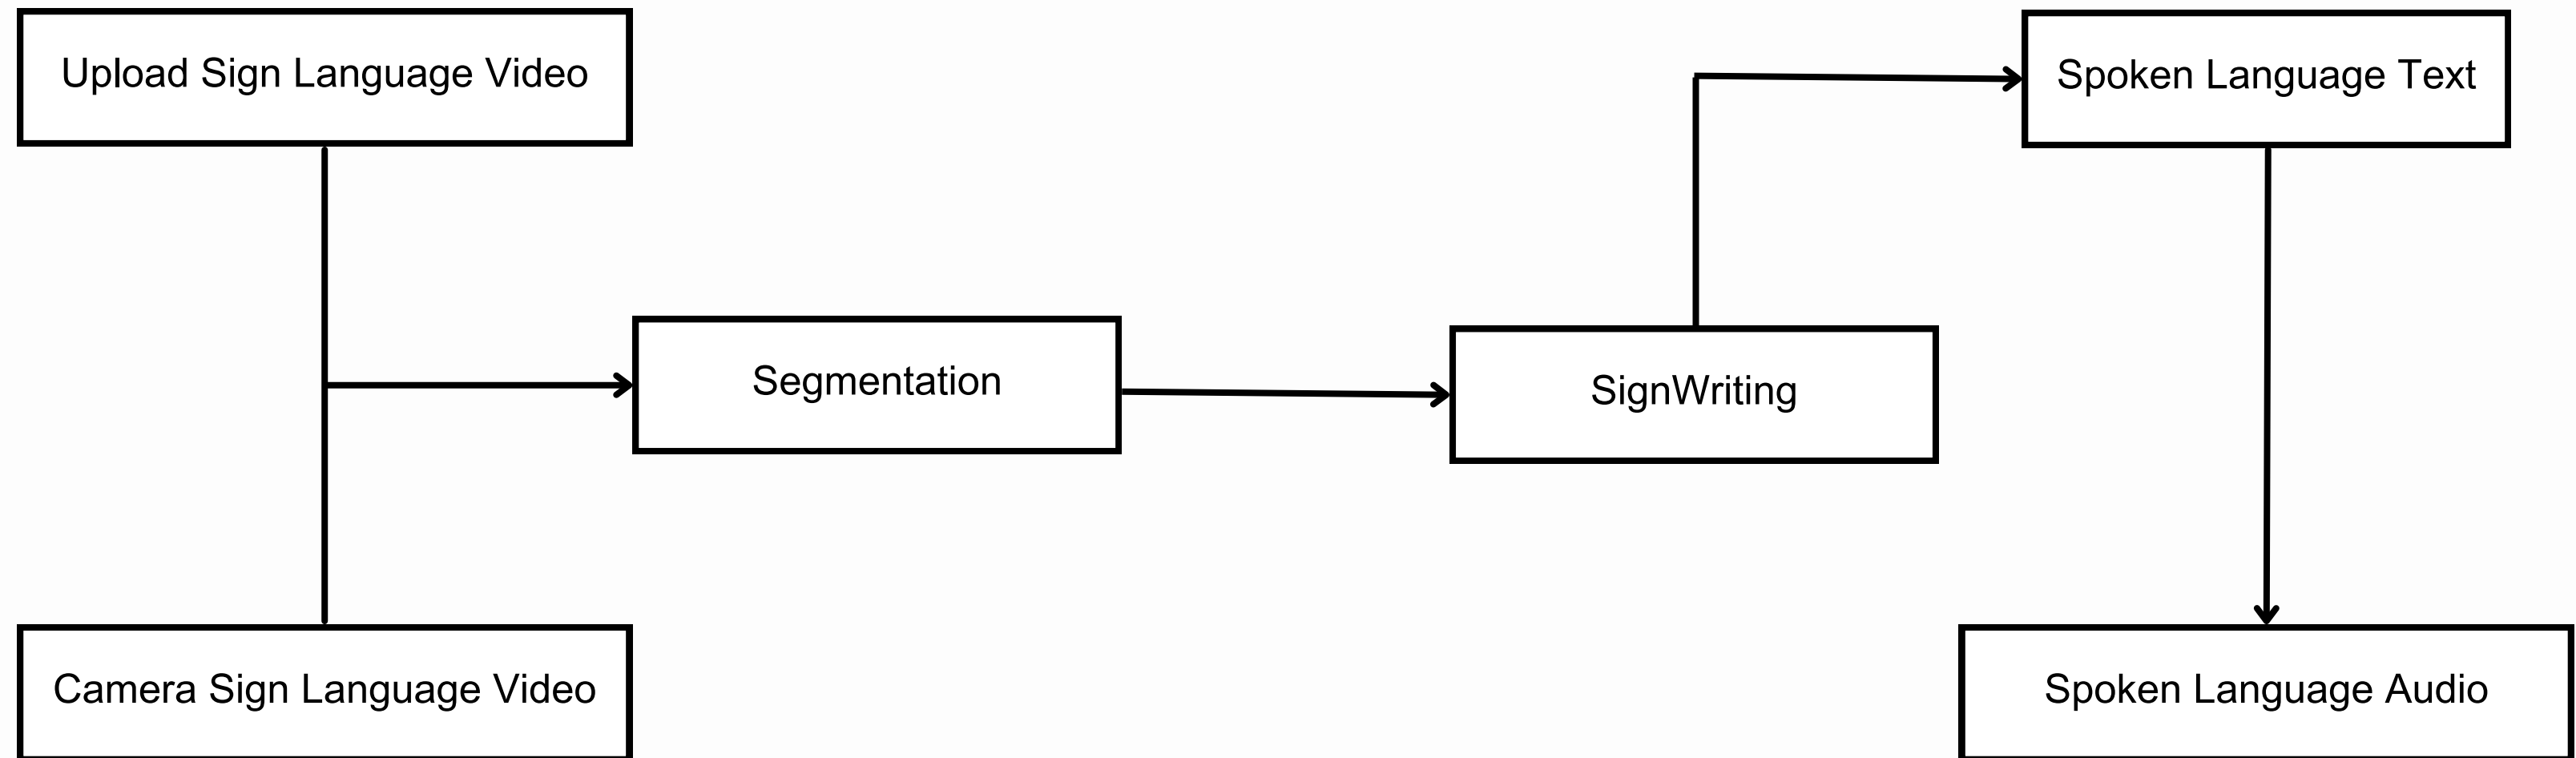 Upload Sign Language Video
Spoken Language Text
Segmentation
SignWriting
Camera Sign Language Video
Spoken Language Audio